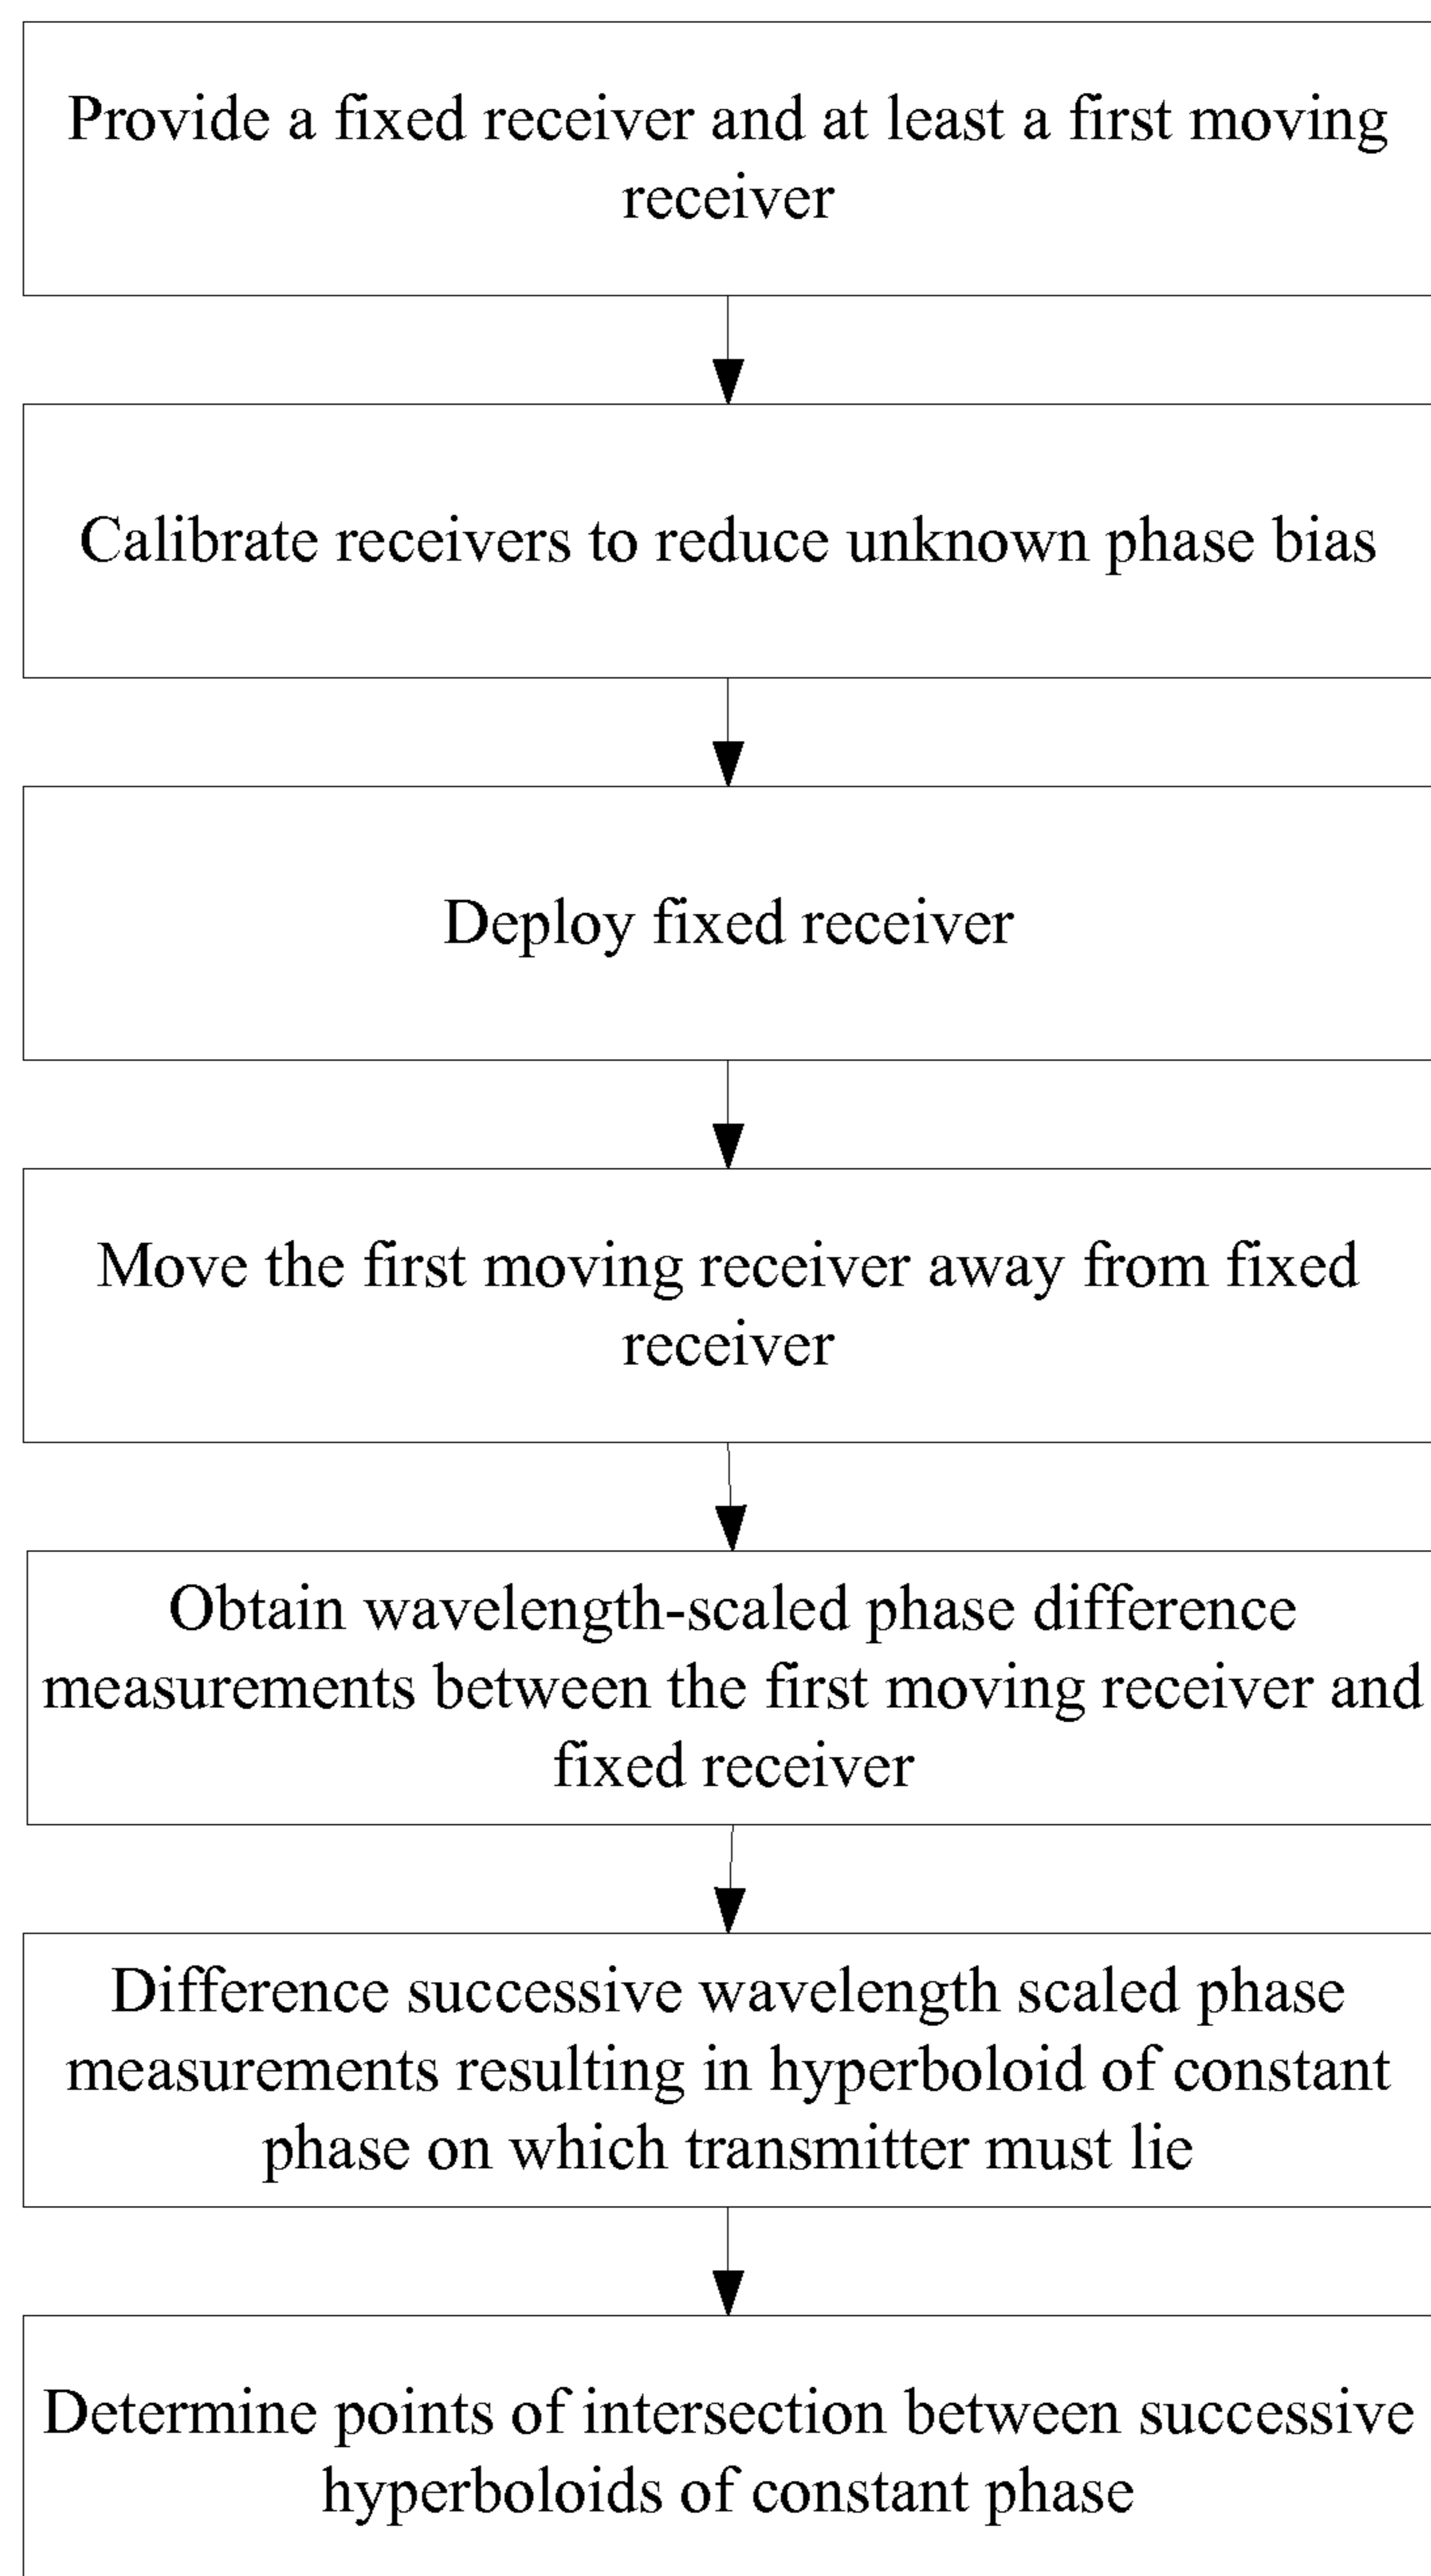 Provide a fixed receiver and at least a first moving
receiver
Calibrate receivers to reduce unknown phase bias
Deploy fixed receiver
Move the first moving receiver away from fixed
receiver
Obtain wavelength-scaled phase difference
measurements between the first moving receiver and
fixed receiver
Difference successive wavelength scaled phase
measurements resulting in hyperboloid of constant
phase on which transmitter must lie
Determine points of intersection between successive
hyperboloids of constant phase